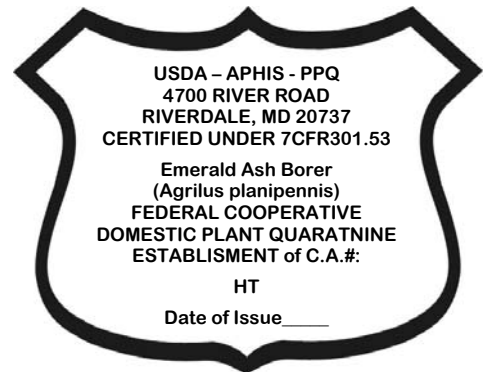 USDA – APHIS - PPQ
4700 RIVER ROAD
RIVERDALE, MD 20737
CERTIFIED UNDER 7CFR301.53
Emerald Ash Borer
(Agrilus planipennis)
FEDERAL COOPERATIVE
DOMESTIC PLANT QUARATNINE
ESTABLISMENT of C.A.#:
HT
Date of Issue_____